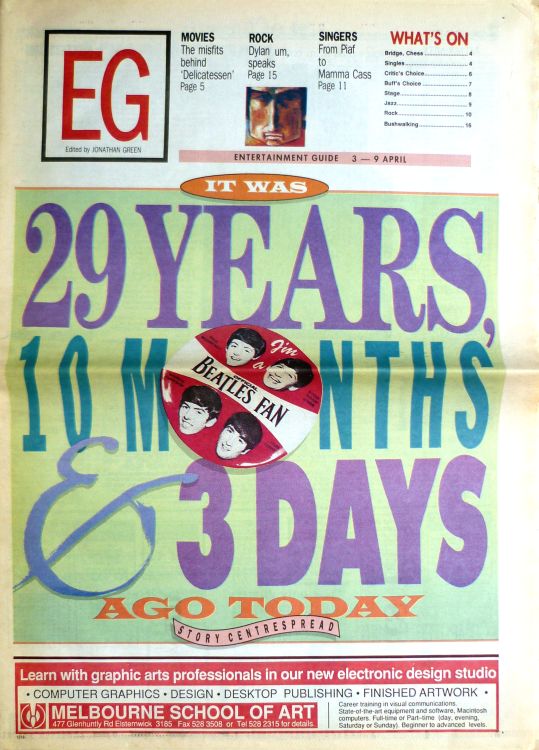 EG
Edited by JONATHAN GREEN
MOVIES
The misfits
behind
'Delicatessen'
Page 5
ROCK
Dylan um,
speaks
Page 15
SINGERS
From Piaf
to
Mamma Cass
Page 11
WHAT'S ON
Bridge, Chess 4
Singles 4
Critic's Choice 6
Buff's Choice 7
Stage 8
Jazz 9
Rock 10
Bushwalking 16
ENTERTAINMENT GUIDE 3 — 9 APRIL
IT WAS
29 YEARS,
10 MONTHS
I'm
a
BEATLES FAN
& 3 DAYS
AGO TODAY
STORY CENTRESPREAD
Learn with graphic arts professionals in our new electronic design studio
• COMPUTER GRAPHICS • DESIGN • DESKTOP PUBLISHING • FINISHED ARTWORK •
MELBOURNE SCHOOL OF ART
477 Glenhuntly Rd Elsternwick 3185 Fax 528 3508 or Tel 528 2315 for details
Career training in visual communications.
State-of-the-art equipment and software, Macintosh
computers. Full-time or Part-time (day, evening,
Saturday or Sunday). Beginner to advanced levels.